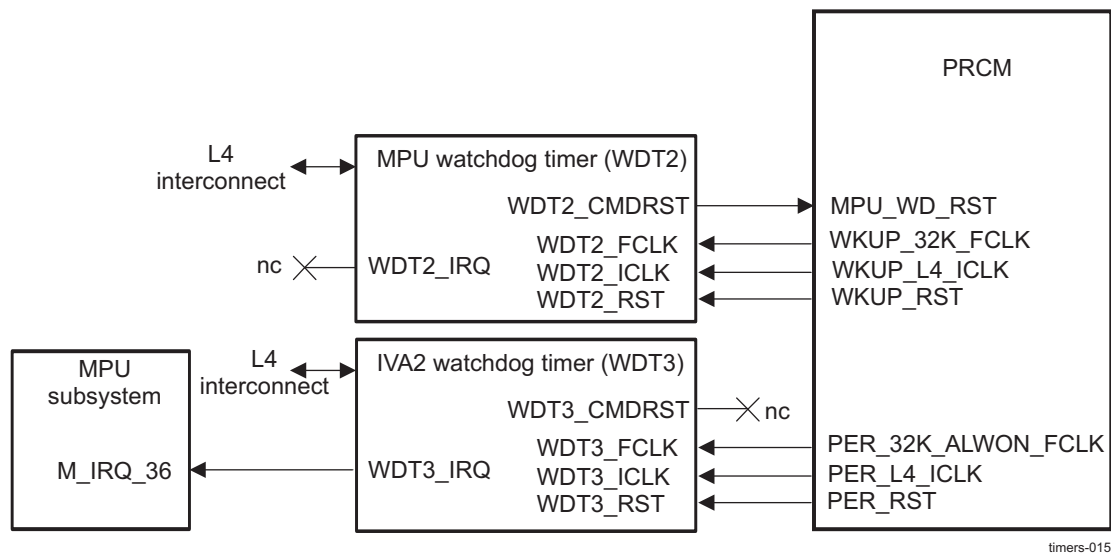 PRCM
L4
interconnect
MPU watchdog timer (WDT2)
WDT2_CMDRST
MPU_WD_RST
WDT2_FCLK
WKUP_32K_FCLK
nc
WDT2_IRQ
WDT2_ICLK
WKUP_L4_ICLK
WDT2_RST
WKUP_RST
MPU
subsystem
L4
interconnect
IVA2 watchdog timer (WDT3)
WDT3_CMDRST
nc
WDT3_FCLK
PER_32K_ALWON_FCLK
M_IRQ_36
WDT3_IRQ
WDT3_ICLK
PER_L4_ICLK
WDT3_RST
PER_RST
timers-015